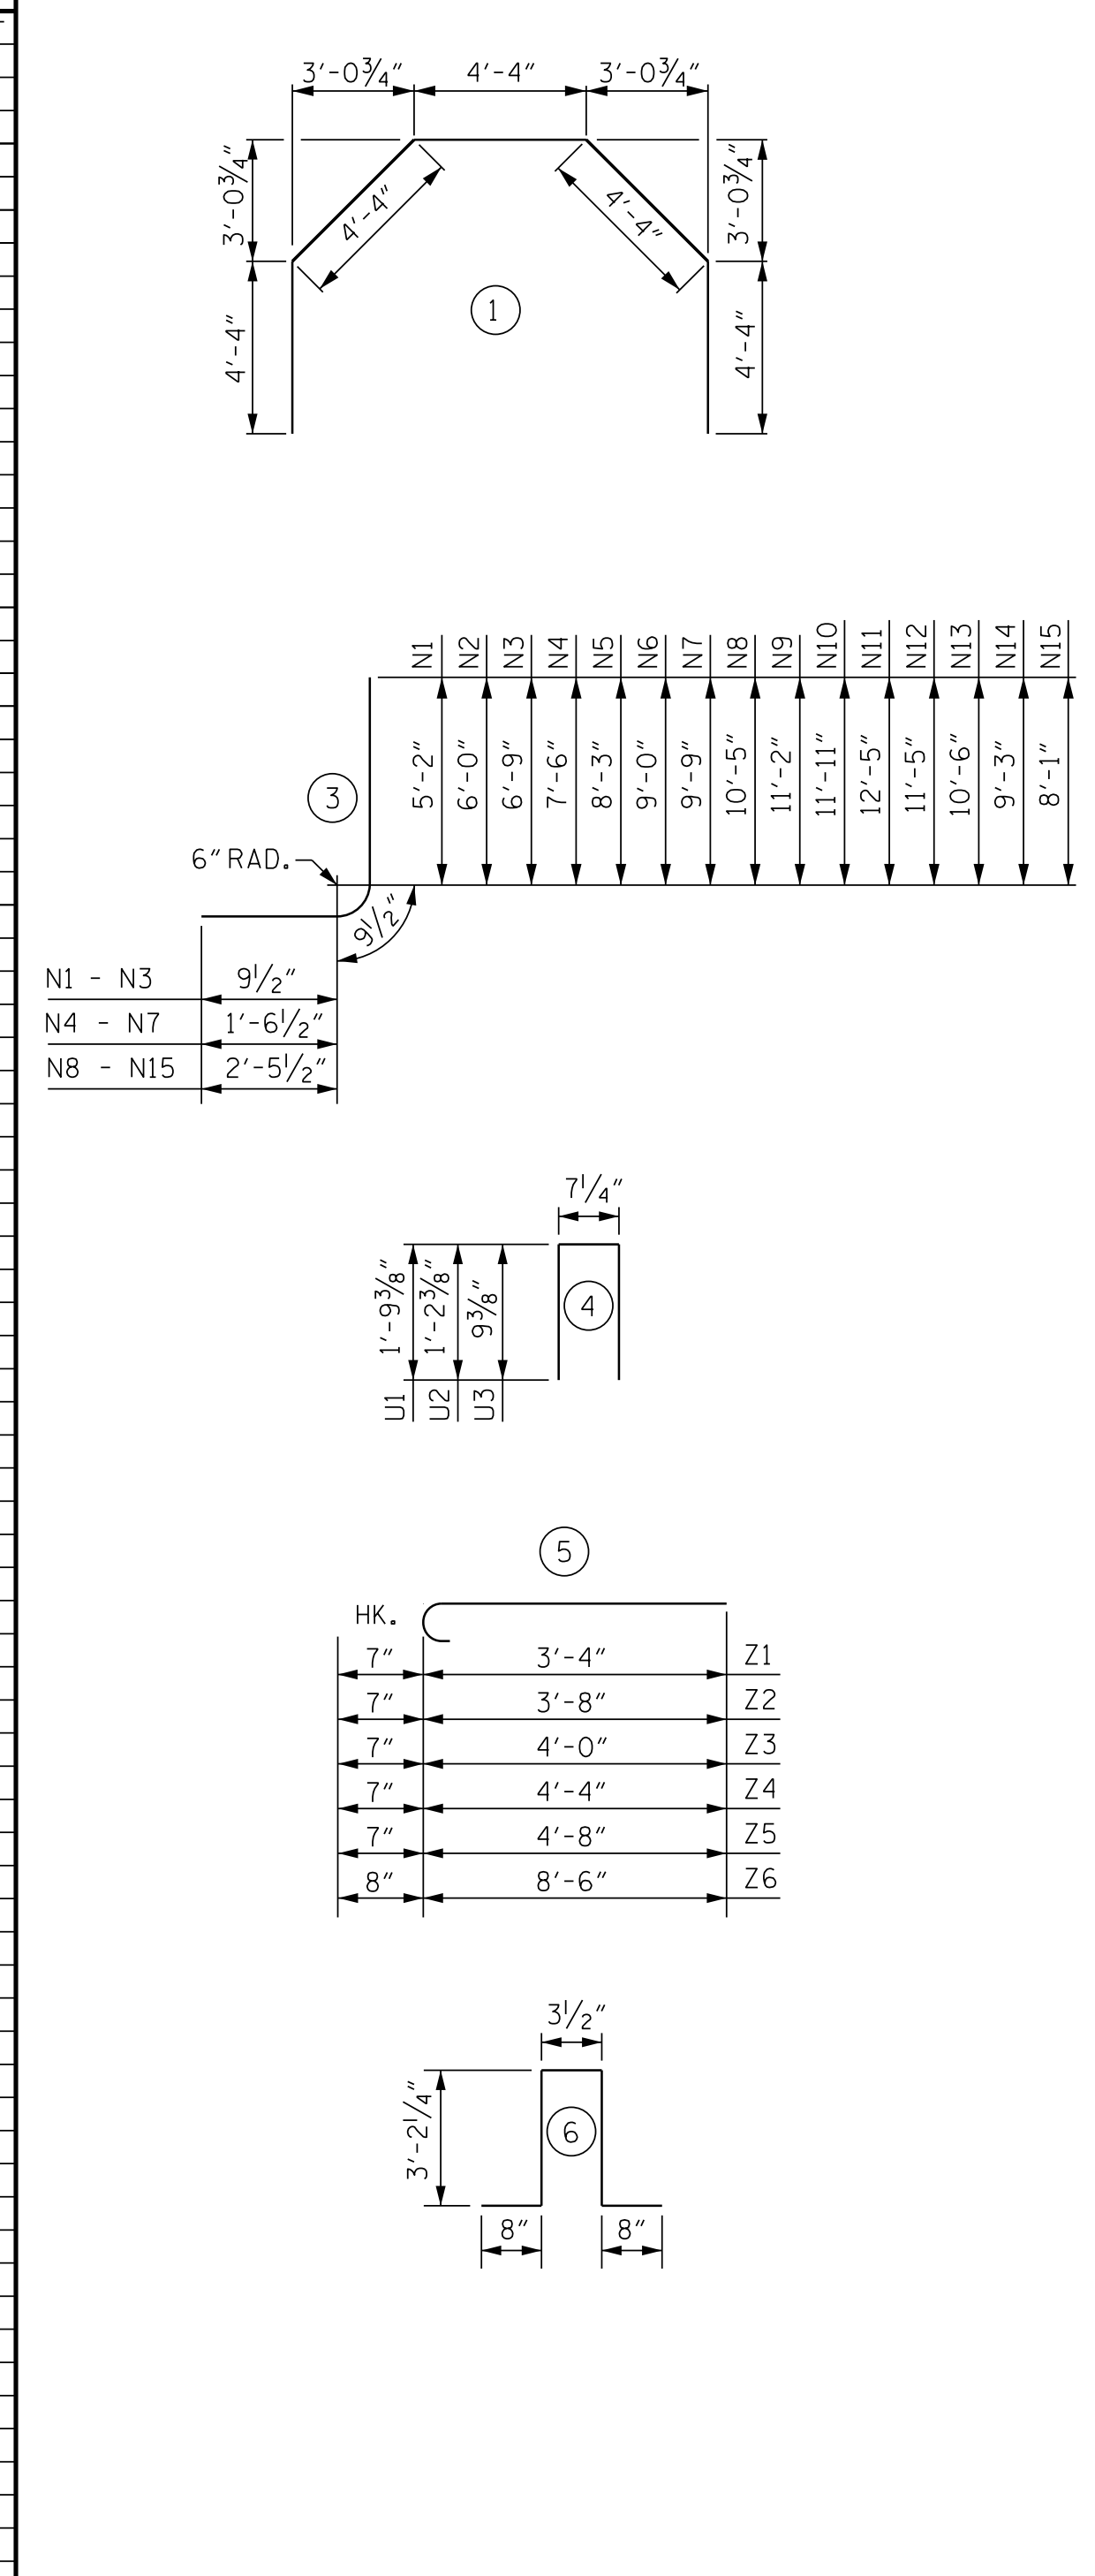 3'-0¾" 4'-4" 3'-0¾"
3'-0¾" 4'-4" 4'-4" 3'-0¾"
4'-4" 1 4'-4"
N1 N2 N3 N4 N5 N6 N7 N8 N9 N10 N11 N12 N13 N14 N15
5'-2" 6'-0" 6'-9" 7'-6" 8'-3" 9'-0" 9'-9" 10'-5" 11'-2" 11'-11" 12'-5" 11'-5" 10'-6" 9'-3" 8'-1"
3
6" RAD.
9½"
N1 - N3 9½"
N4 - N7 1'-6½"
N8 - N15 2'-5½"
7¼"
1'-9⅜" 1'-2⅜" 9⅜" 4
U1 U2 U3
5
HK.
7" 3'-4" Z1
7" 3'-8" Z2
7" 4'-0" Z3
7" 4'-4" Z4
7" 4'-8" Z5
8" 8'-6" Z6
3½"
3'-2¼" 6
8" 8"